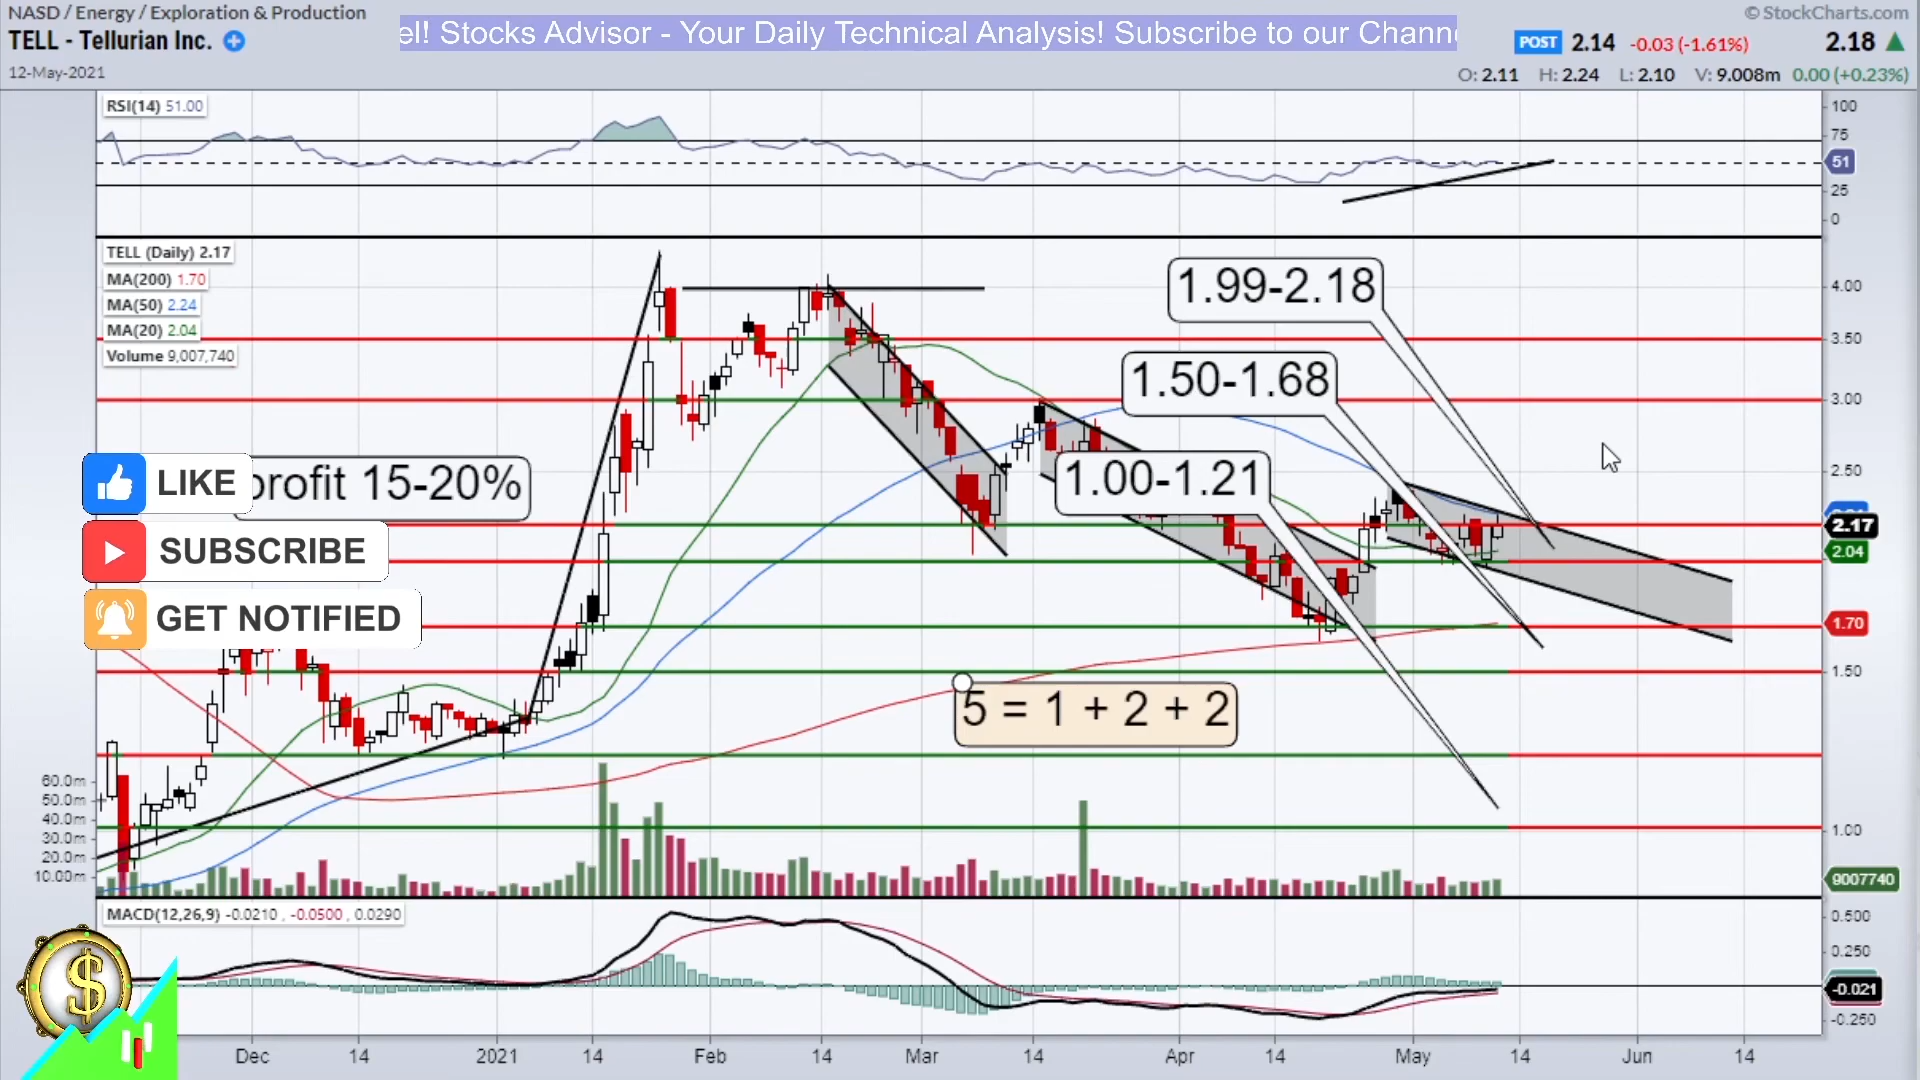 NASD / Energy / Exploration & Production
© StockCharts.com
TELL - Tellurian Inc.
el! Stocks Advisor - Your Daily Technical Analysis! Subscribe to our Chann
POST 2.14 -0.03 (-1.61%) 2.18
12-May-2021
O: 2.11 H: 2.24 L: 2.10 V: 9.008m 0.00 (+0.23%)
RSI(14) 51.00
100
75
51
25
0
TELL (Daily) 2.17
MA(200) 1.70
MA(50) 2.24
MA(20) 2.04
Volume 9,007,740
1.99-2.18
1.50-1.68
1.00-1.21
4.00
3.50
3.00
2.50
2.17
2.04
1.70
1.50
1.00
profit 15-20%
LIKE
SUBSCRIBE
GET NOTIFIED
5 = 1 + 2 + 2
60.0m
50.0m
40.0m
30.0m
20.0m
10.00m
9007740
MACD(12,26,9) -0.0210 , -0.0500 , 0.0290
0.500
0.250
-0.021
-0.250
$
Dec 14 2021 14 Feb 14 Mar 14 Apr 14 May 14 Jun 14